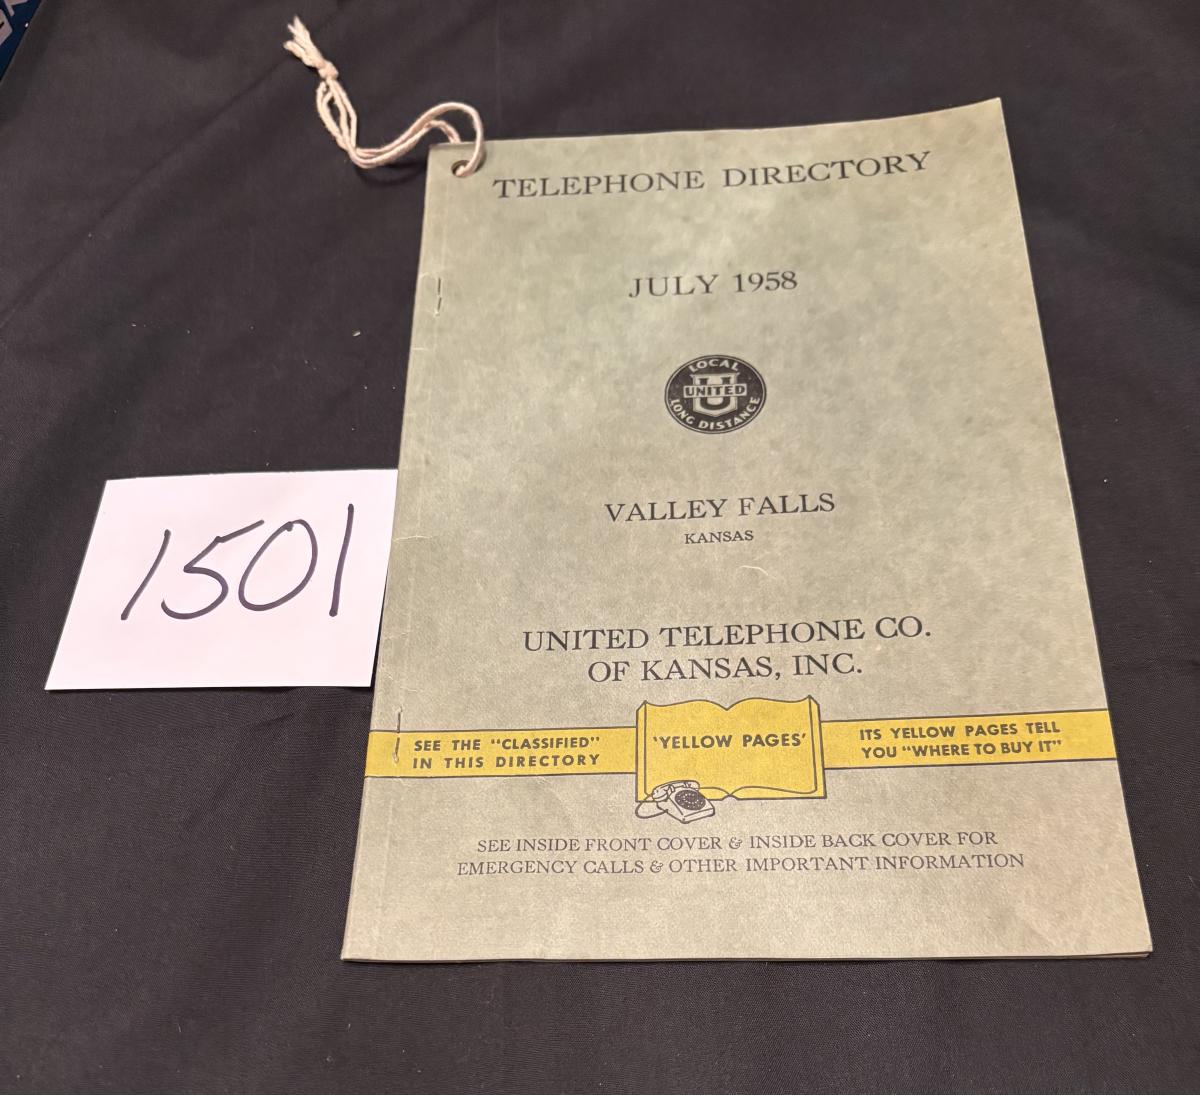 TELEPHONE DIRECTORY
JULY 1958
LOCAL
UNITED
LONG DISTANCE
VALLEY FALLS
KANSAS
UNITED TELEPHONE CO.
OF KANSAS, INC.
SEE THE "CLASSIFIED"
IN THIS DIRECTORY
'YELLOW PAGES'
ITS YELLOW PAGES TELL
YOU "WHERE TO BUY IT"
SEE INSIDE FRONT COVER & INSIDE BACK COVER FOR
EMERGENCY CALLS & OTHER IMPORTANT INFORMATION
1501